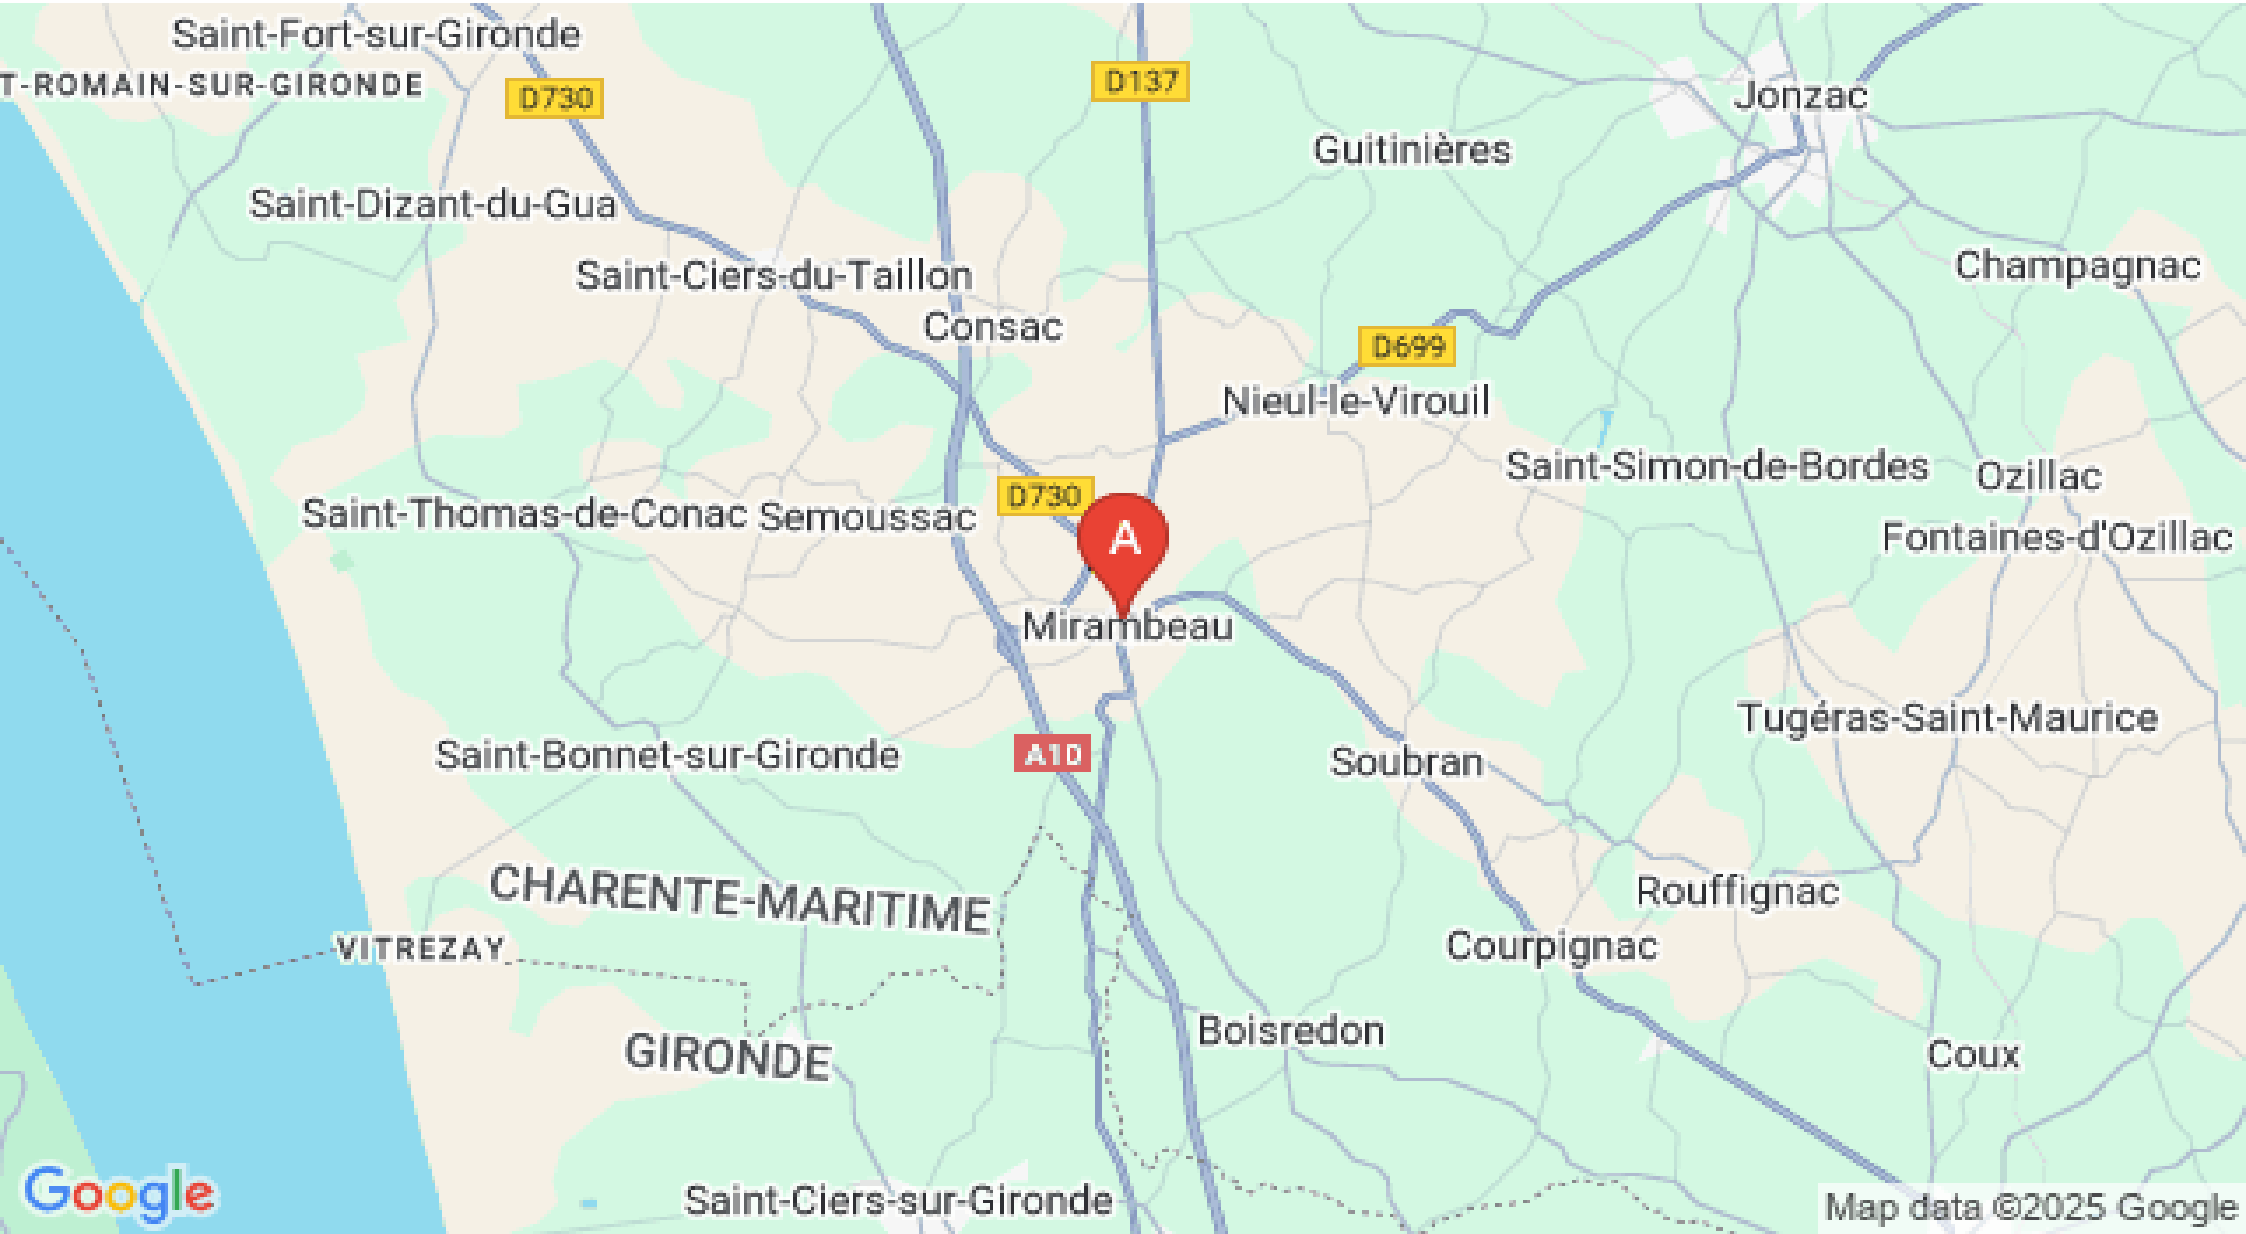 Saint-Fort-sur-Gironde
T-ROMAIN-SUR-GIRONDE
D730
D137
Jonzac
Guitinières
Saint-Dizant-du-Gua
Saint-Ciers-du-Taillon
Champagnac
Consac
D699
Nieul-le-Virouil
Saint-Simon-de-Bordes
Ozillac
D730
Saint-Thomas-de-Conac
Semoussac
A
Fontaines-d'Ozillac
Mirambeau
Tugéras-Saint-Maurice
Saint-Bonnet-sur-Gironde
A10
Soubran
CHARENTE-MARITIME
Rouffignac
VITREZAY
Courpignac
GIRONDE
Boisredon
Coux
Google
Saint-Ciers-sur-Gironde
Map data ©2025 Google